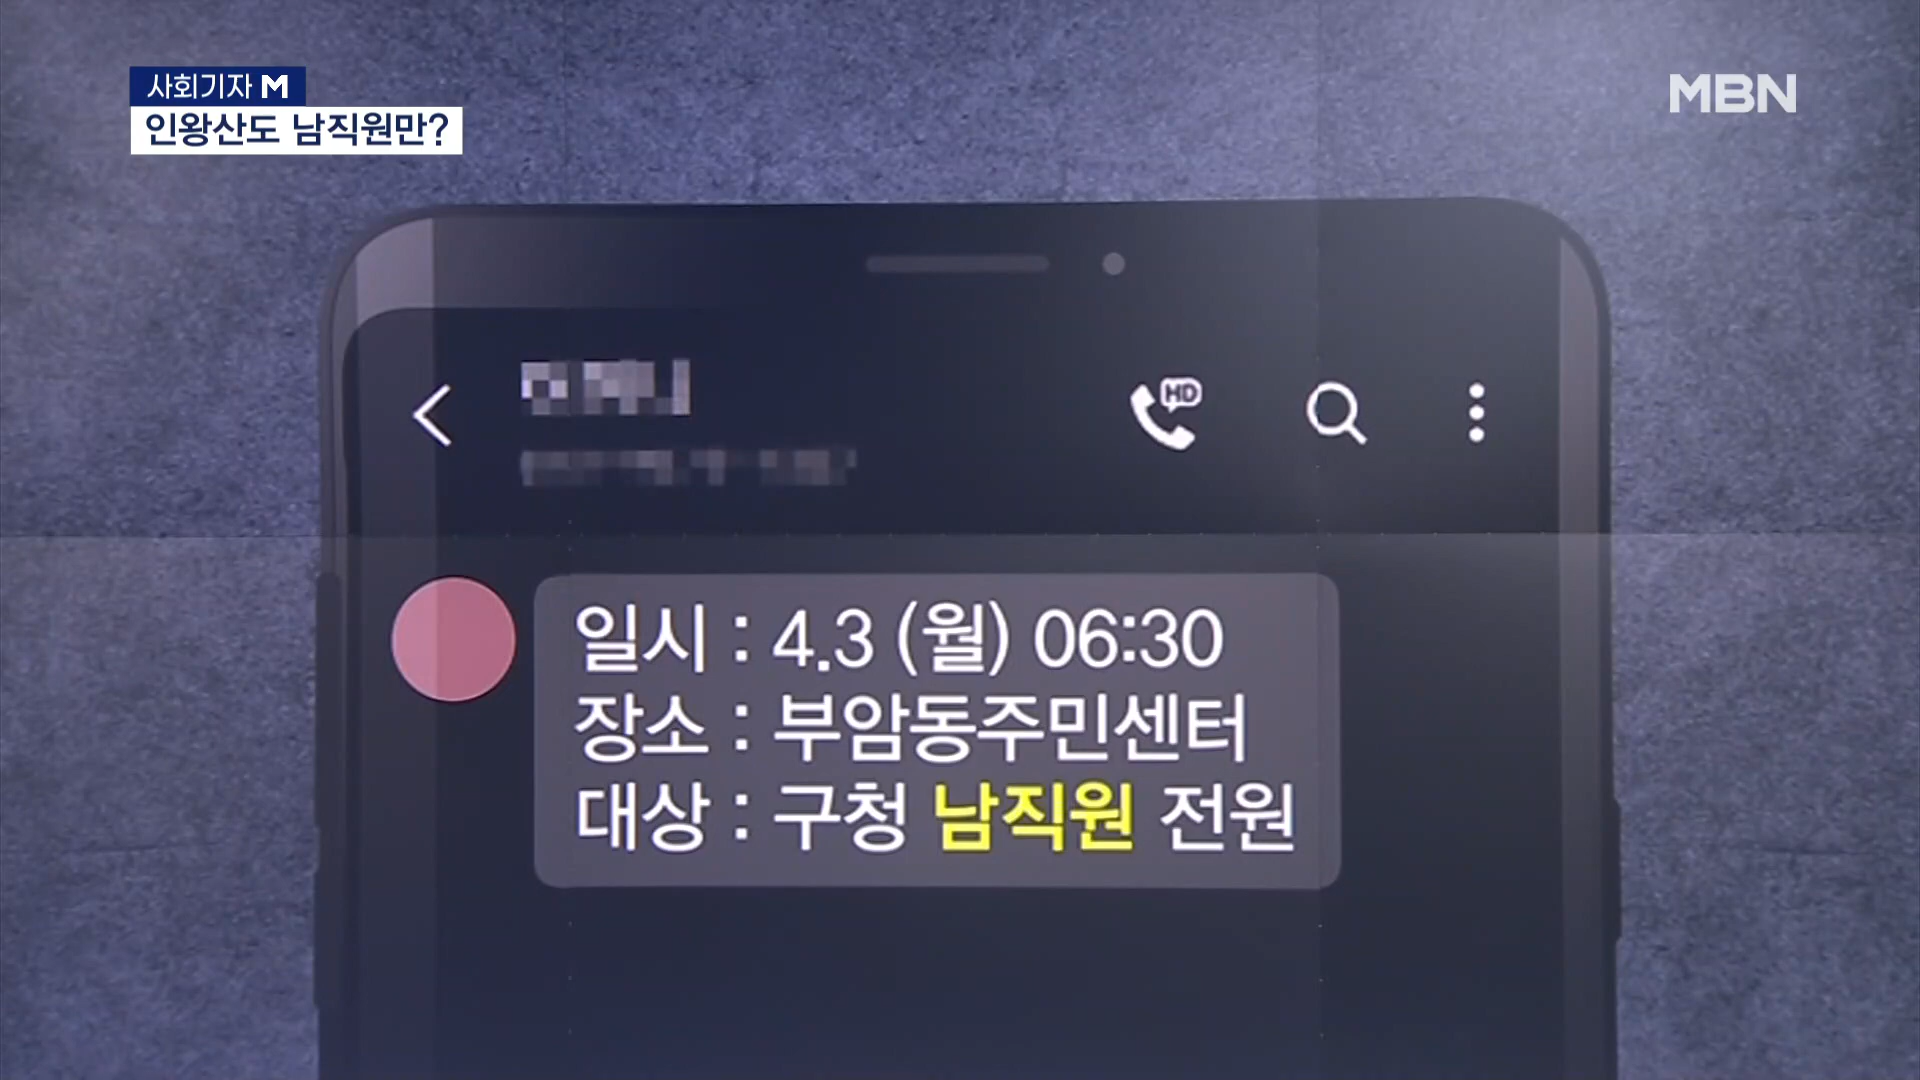 사회기자 M
인왕산도 남직원만?
MBN
HD
일시 : 4.3 (월) 06:30
장소 : 부암동주민센터
대상 : 구청 남직원 전원